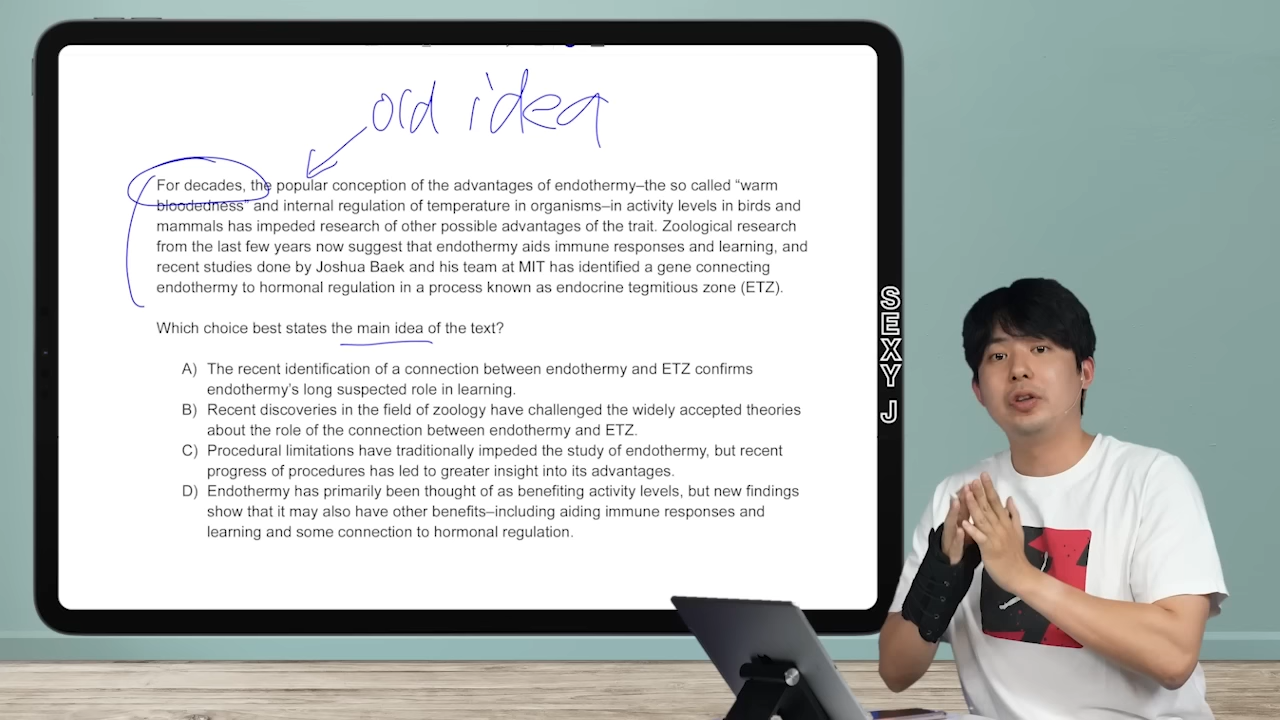 old idea
For decades, the popular conception of the advantages of endothermy–the so called “warm
bloodedness” and internal regulation of temperature in organisms–in activity levels in birds and
mammals has impeded research of other possible advantages of the trait. Zoological research
from the last few years now suggest that endothermy aids immune responses and learning, and
recent studies done by Joshua Baek and his team at MIT has identified a gene connecting
endothermy to hormonal regulation in a process known as endocrine tegmitious zone (ETZ).
Which choice best states the main idea of the text?
A) The recent identification of a connection between endothermy and ETZ confirms
endothermy’s long suspected role in learning.
B) Recent discoveries in the field of zoology have challenged the widely accepted theories
about the role of the connection between endothermy and ETZ.
C) Procedural limitations have traditionally impeded the study of endothermy, but recent
progress of procedures has led to greater insight into its advantages.
D) Endothermy has primarily been thought of as benefiting activity levels, but new findings
show that it may also have other benefits–including aiding immune responses and
learning and some connection to hormonal regulation.
SEXY J